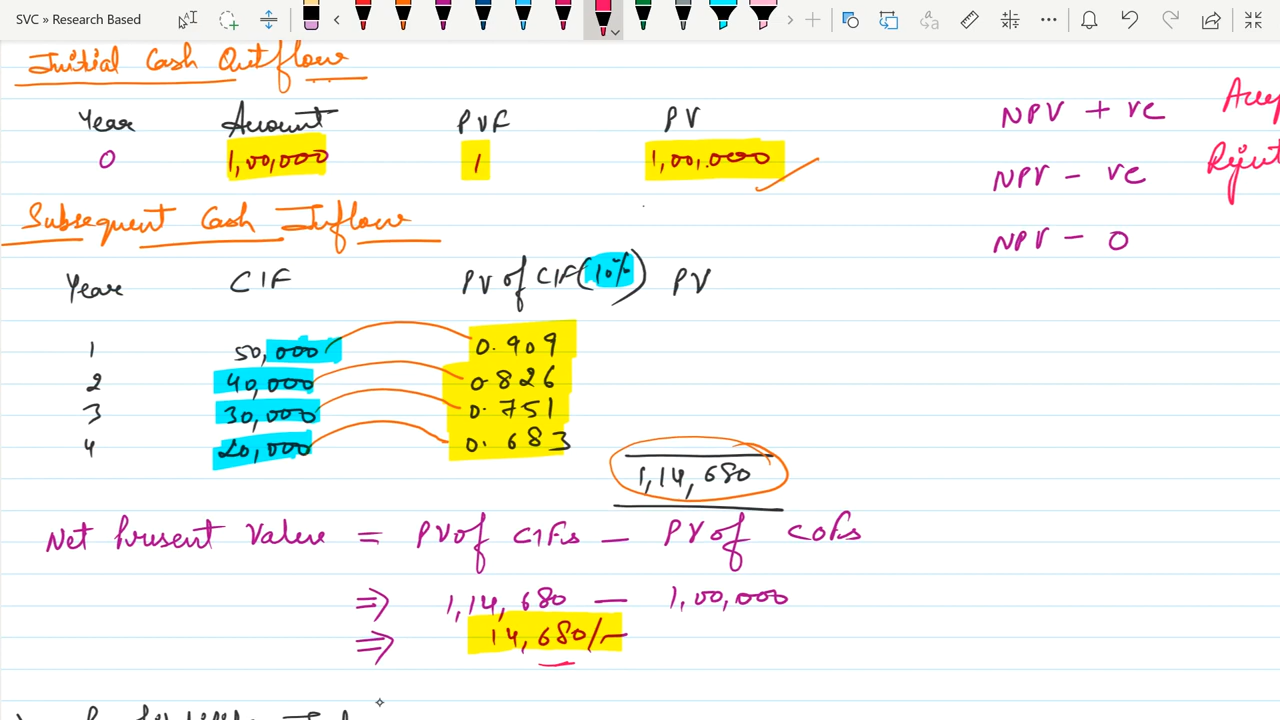 SVC » Research Based
Initial Cash Outflow
Year Amount PVF PV
0 1,00,000 1 1,00,000
NPV + ve
NPV - ve
NPV - 0
Subsequent Cash Inflow
Year CIF PV of CIF (10%) PV
1 50,000 0.909
2 40,000 0.826
3 30,000 0.751
4 20,000 0.683
1,14,680
Net Present Value = PV of CIFs - PV of COFs
⇒ 1,14,680 - 1,00,000
⇒ 14,680/-